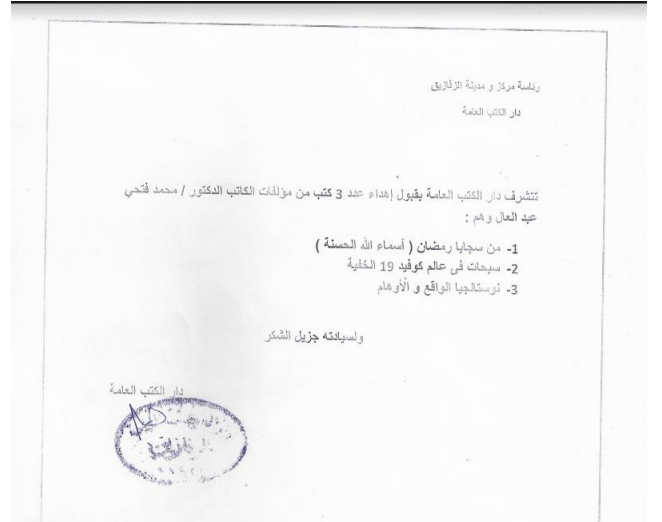 رئاسة مركز و مدينة الزقازيق
دار الكتب العامة
تتشرف دار الكتب العامة بقبول إهداء عدد 3 كتب من مؤلفات الكاتب الدكتور / محمد فتحي
عبد العال وهم :
1- من سجايا رمضان ( أسماء الله الحسنة )
2- سبحات فى عالم كوفيد 19 الخفية
3- نوستالجيا الواقع و الأوهام
ولسيادته جزيل الشكر
دار الكتب العامة